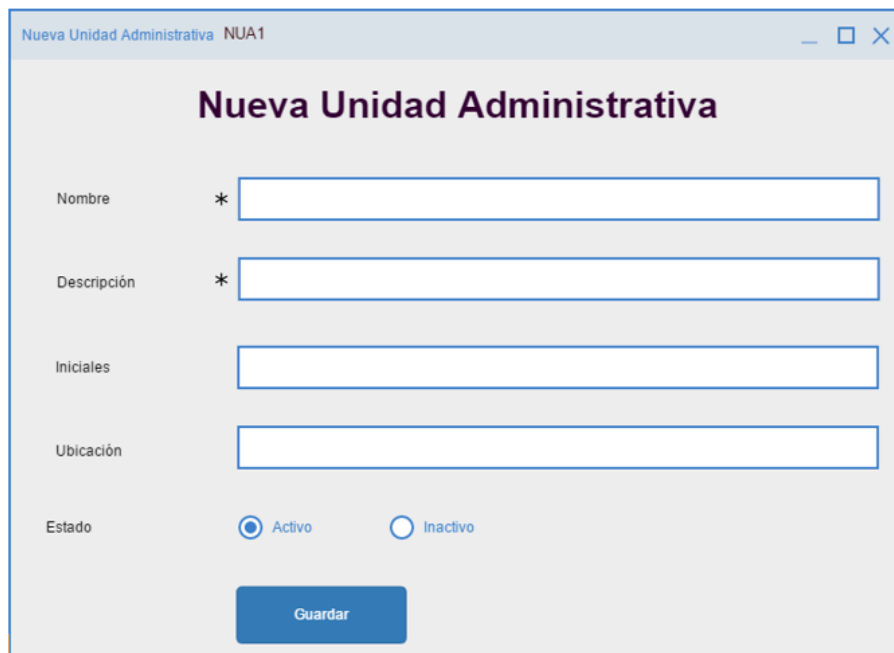 Nueva Unidad Administrativa NUA1
Nueva Unidad Administrativa
Nombre *
Descripción *
Iniciales
Ubicación
Estado Activo Inactivo
Guardar